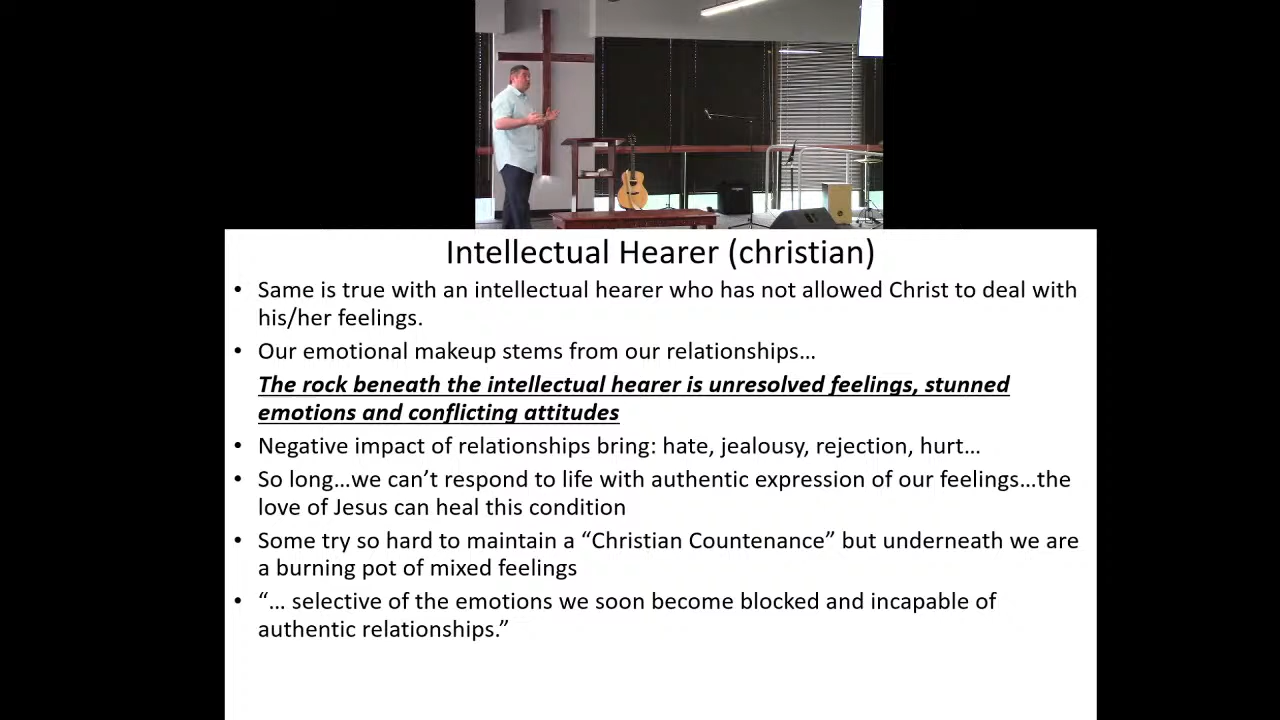 Intellectual Hearer (christian)
• Same is true with an intellectual hearer who has not allowed Christ to deal with
his/her feelings.
• Our emotional makeup stems from our relationships…
The rock beneath the intellectual hearer is unresolved feelings, stunned
emotions and conflicting attitudes
• Negative impact of relationships bring: hate, jealousy, rejection, hurt…
• So long…we can’t respond to life with authentic expression of our feelings…the
love of Jesus can heal this condition
• Some try so hard to maintain a “Christian Countenance” but underneath we are
a burning pot of mixed feelings
• “… selective of the emotions we soon become blocked and incapable of
authentic relationships.”